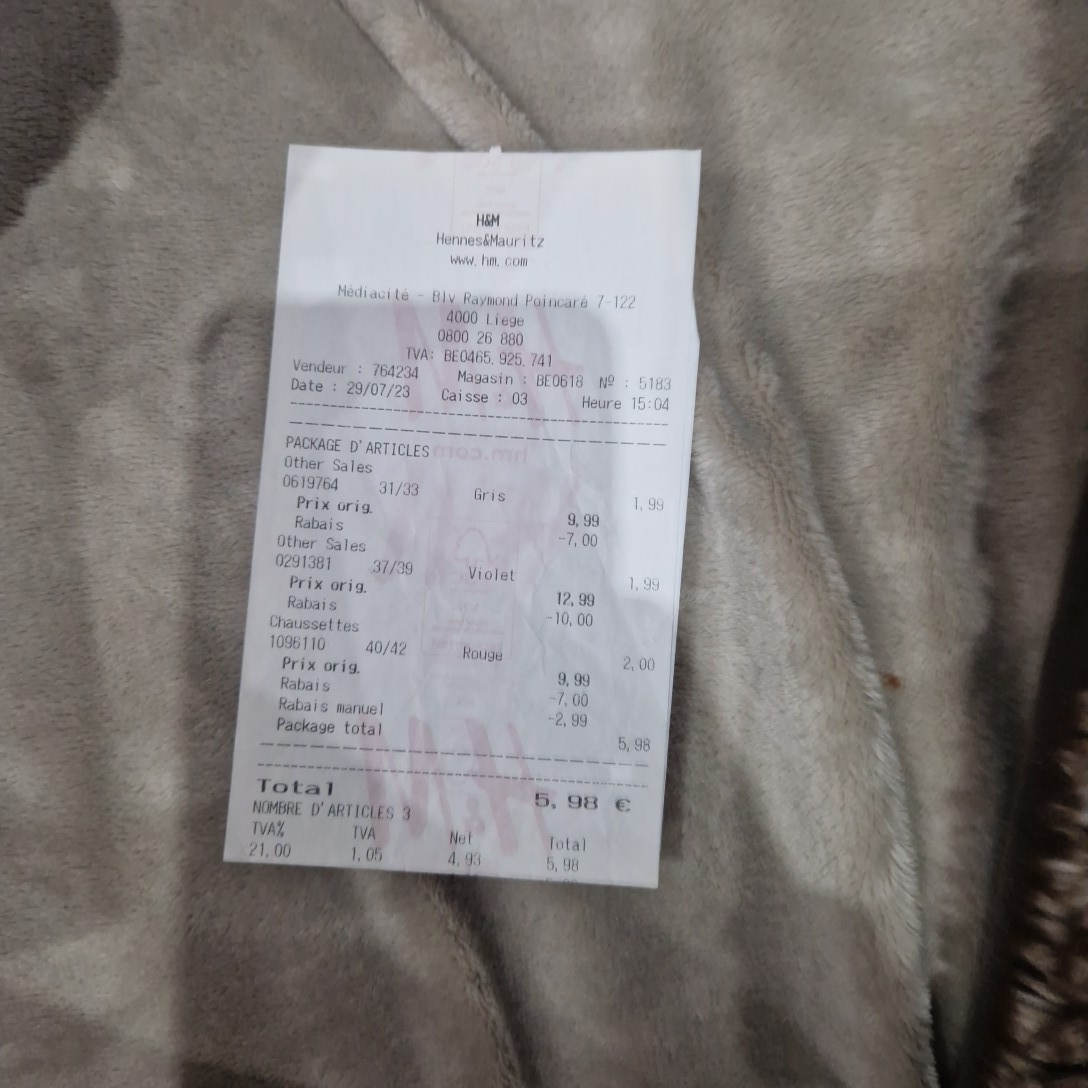 H&M
Hennes&Mauritz
www.hm.com
Médiacité - Blv Raymond Poincaré 7-122
4000 Liege
0800 26 880
TVA: BE0465.925.741
Vendeur : 764234 Magasin : BE0618 Nº : 5183
Date : 29/07/23 Caisse : 03 Heure 15:04
PACKAGE D'ARTICLES
Other Sales
0619764 31/33 Gris 1,99
Prix orig. 9,99
Rabais -7,00
Other Sales
0291381 37/39 Violet 1,99
Prix orig. 12,99
Rabais -10,00
Chaussettes
1096110 40/42 Rouge 2,00
Prix orig. 9,99
Rabais -7,00
Rabais manuel -2,99
Package total 5,98
Total 5,98 €
NOMBRE D'ARTICLES 3
TVA% TVA Net Total
21,00 1,05 4,93 5,98